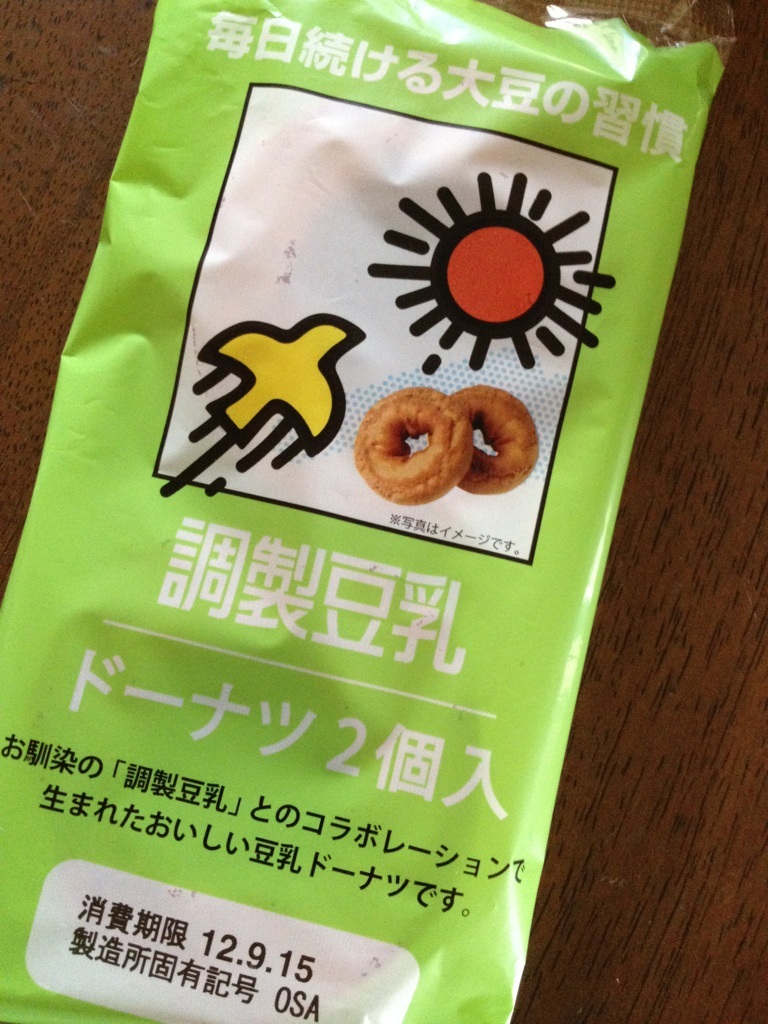 毎日続ける大豆の習慣
※写真はイメージです。
調製豆乳
ドーナツ2個入
お馴染の「調製豆乳」とのコラボレーションで
生まれたおいしい豆乳ドーナツです。
消費期限 12.9.15
製造所固有記号 OSA